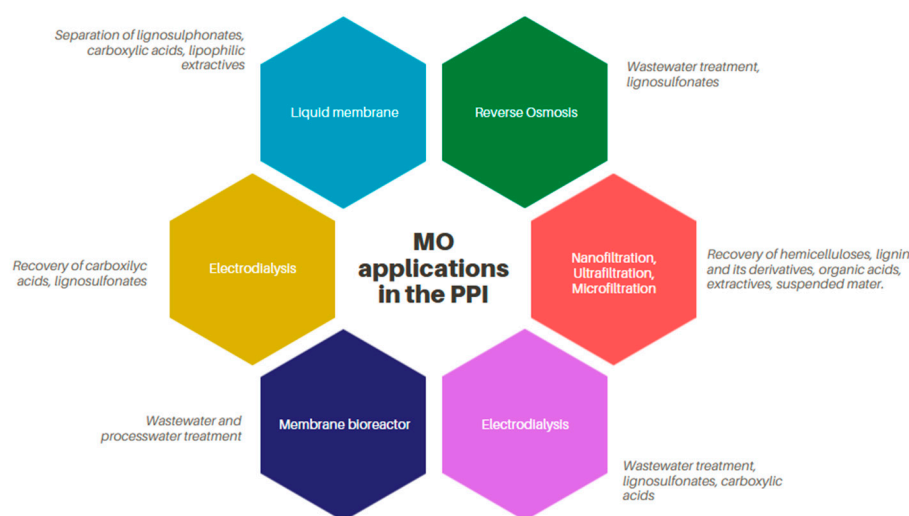 Separation of lignosulphonates,
carboxylic acids, lipophilic
extractives
Liquid membrane
Reverse Osmosis
Wastewater treatment,
lignosulfonates
Electrodialysis
Recovery of carboxilyc
acids, lignosulfonates
MO
applications
in the PPI
Nanofiltration,
Ultrafiltration,
Microfiltration
Recovery of hemicelluloses, lignin
and its derivatives, organic acids,
extractives, suspended mater.
Wastewater and
processwater treatment
Membrane bioreactor
Electrodialysis
Wastewater treatment,
lignosulfonates, carboxylic
acids